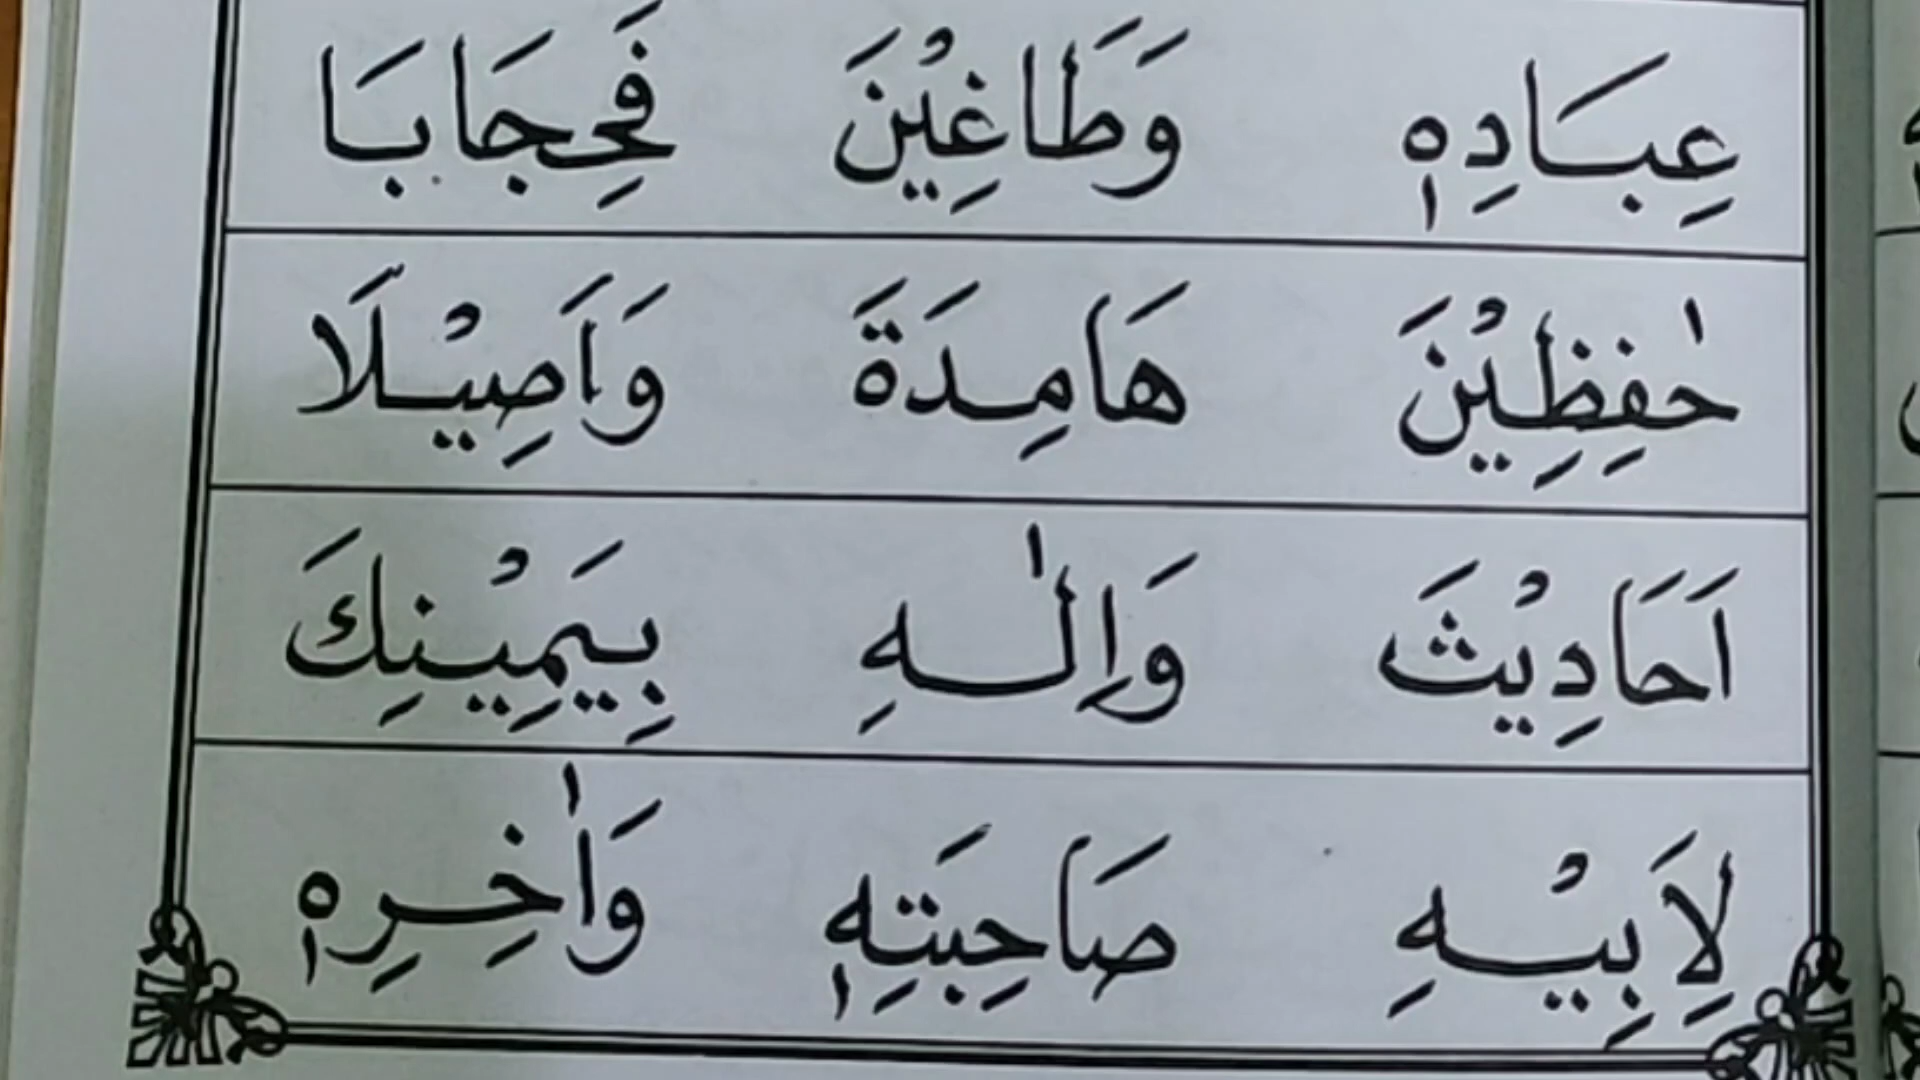 عِبَادِهٖ وَطَاغِيْنَ فَحِجَابَا
حٰفِظِيْنَ هَامِدَةَ وَاَصِيْلَا
اَحَادِيْثَ وَاِلٰهِ بِيَمِيْنِكَ
لِاَبِيْهِ صَاحِبَتِهٖ وَاٰخِرِهٖ